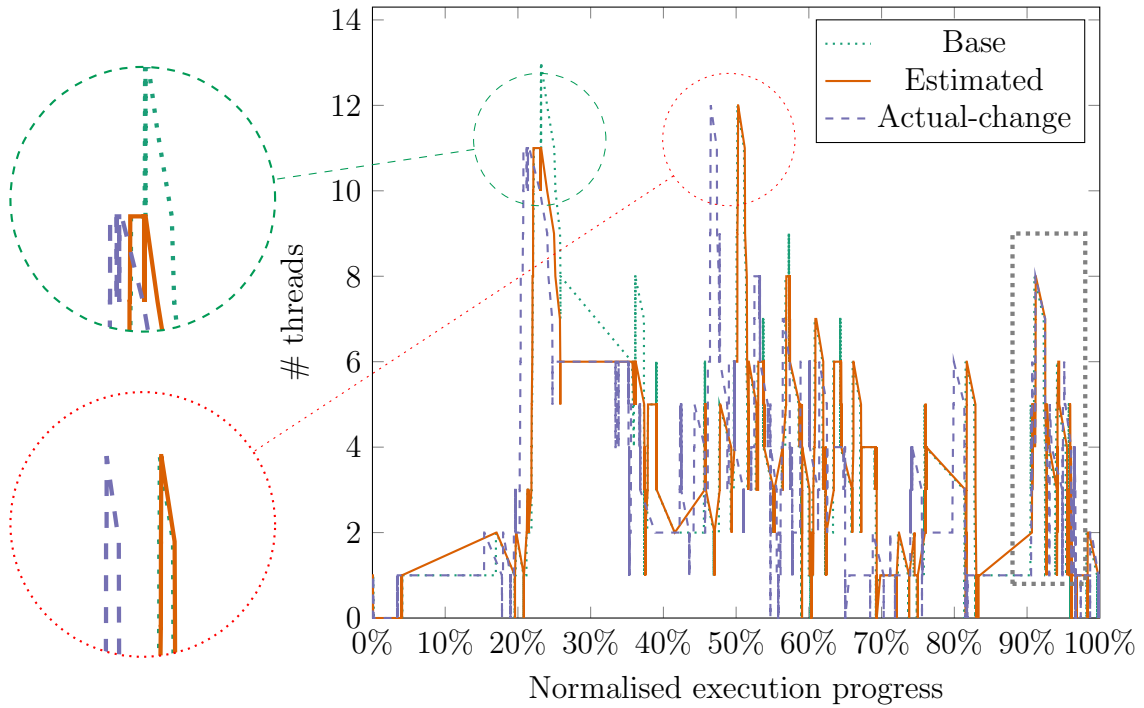 14
12
10
8
6
4
2
0
# threads
Base
Estimated
Actual-change
0% 10% 20% 30% 40% 50% 60% 70% 80% 90% 100%
Normalised execution progress